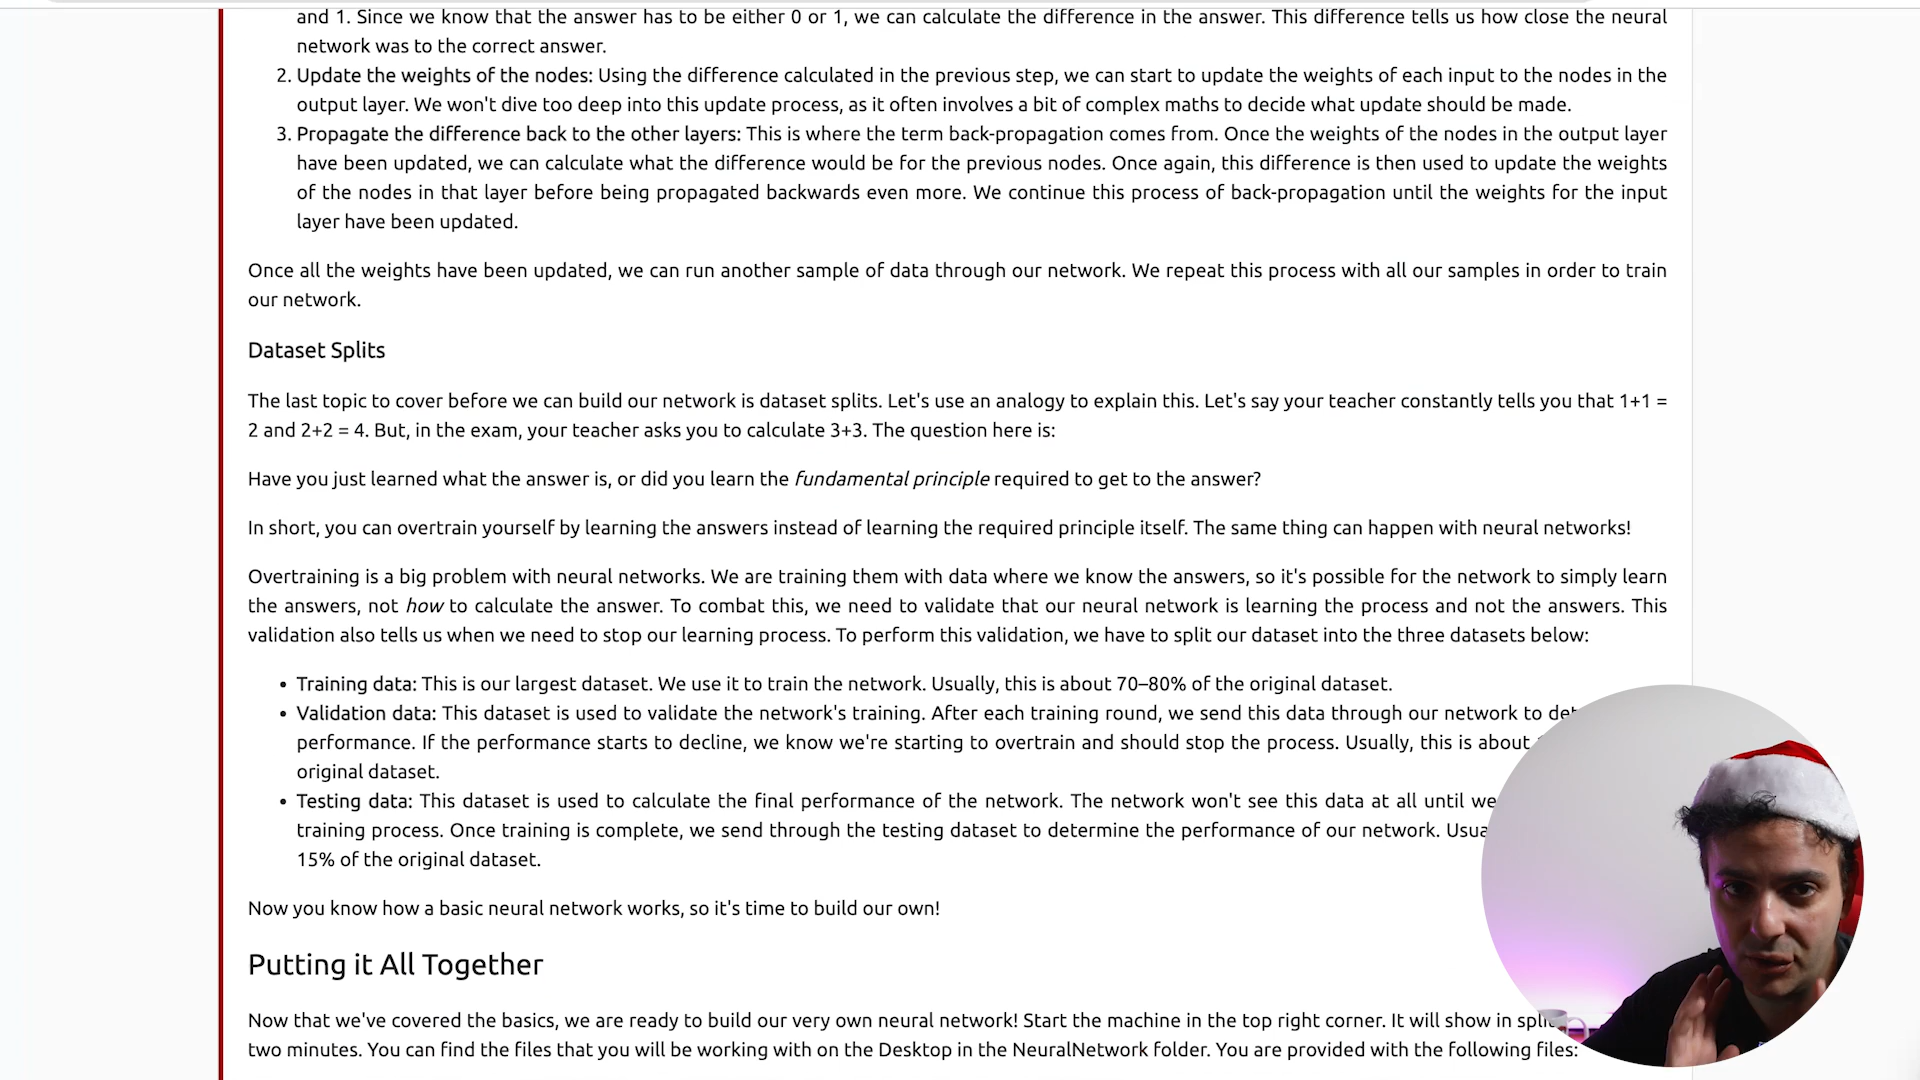 and 1. Since we know that the answer has to be either 0 or 1, we can calculate the difference in the answer. This difference tells us how close the neural
network was to the correct answer.
2. Update the weights of the nodes: Using the difference calculated in the previous step, we can start to update the weights of each input to the nodes in the
output layer. We won't dive too deep into this update process, as it often involves a bit of complex maths to decide what update should be made.
3. Propagate the difference back to the other layers: This is where the term back-propagation comes from. Once the weights of the nodes in the output layer
have been updated, we can calculate what the difference would be for the previous nodes. Once again, this difference is then used to update the weights
of the nodes in that layer before being propagated backwards even more. We continue this process of back-propagation until the weights for the input
layer have been updated.
Once all the weights have been updated, we can run another sample of data through our network. We repeat this process with all our samples in order to train
our network.
Dataset Splits
The last topic to cover before we can build our network is dataset splits. Let's use an analogy to explain this. Let's say your teacher constantly tells you that 1+1 =
2 and 2+2 = 4. But, in the exam, your teacher asks you to calculate 3+3. The question here is:
Have you just learned what the answer is, or did you learn the fundamental principle required to get to the answer?
In short, you can overtrain yourself by learning the answers instead of learning the required principle itself. The same thing can happen with neural networks!
Overtraining is a big problem with neural networks. We are training them with data where we know the answers, so it's possible for the network to simply learn
the answers, not how to calculate the answer. To combat this, we need to validate that our neural network is learning the process and not the answers. This
validation also tells us when we need to stop our learning process. To perform this validation, we have to split our dataset into the three datasets below:
• Training data: This is our largest dataset. We use it to train the network. Usually, this is about 70–80% of the original dataset.
• Validation data: This dataset is used to validate the network's training. After each training round, we send this data through our network to
performance. If the performance starts to decline, we know we're starting to overtrain and should stop the process. Usually, this is about
original dataset.
• Testing data: This dataset is used to calculate the final performance of the network. The network won't see this data at all until we
training process. Once training is complete, we send through the testing dataset to determine the performance of our network.
15% of the original dataset.
Now you know how a basic neural network works, so it's time to build our own!
Putting it All Together
Now that we've covered the basics, we are ready to build our very own neural network! Start the machine in the top right corner. It will show in
two minutes. You can find the files that you will be working with on the Desktop in the NeuralNetwork folder. You are provided with the following files: